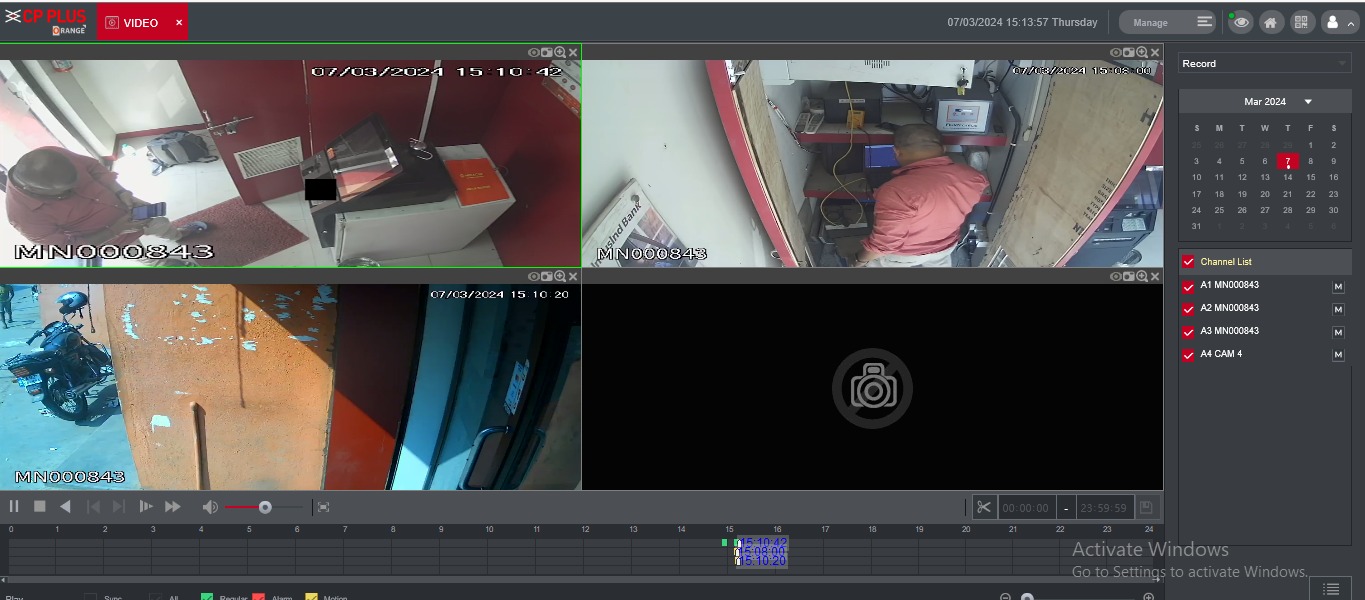 CP PLUS
ORANGE
VIDEO
07/03/2024 15:13:57 Thursday
Manage
07/03/2024 15:10:42
MN000843
07/03/2024 15:08:00
IndusInd Bank
MN000843
07/03/2024 15:10:20
MN000843
Record
Mar 2024
S M T W T F S
25 26 27 28 29 1 2
3 4 5 6 7 8 9
10 11 12 13 14 15 16
17 18 19 20 21 22 23
24 25 26 27 28 29 30
31 1 2 3 4 5 6
Channel List
A1 MN000843 M
A2 MN000843 M
A3 MN000843 M
A4 CAM 4 M
00:00:00 - 23:59:59
0 1 2 3 4 5 6 7 8 9 10 11 12 13 14 15 16 17 18 19 20 21 22 23 24
15:10:42
15:08:00
15:10:20
Activate Windows
Go to Settings to activate Windows.
Play Sync All Regular Alarm Motion